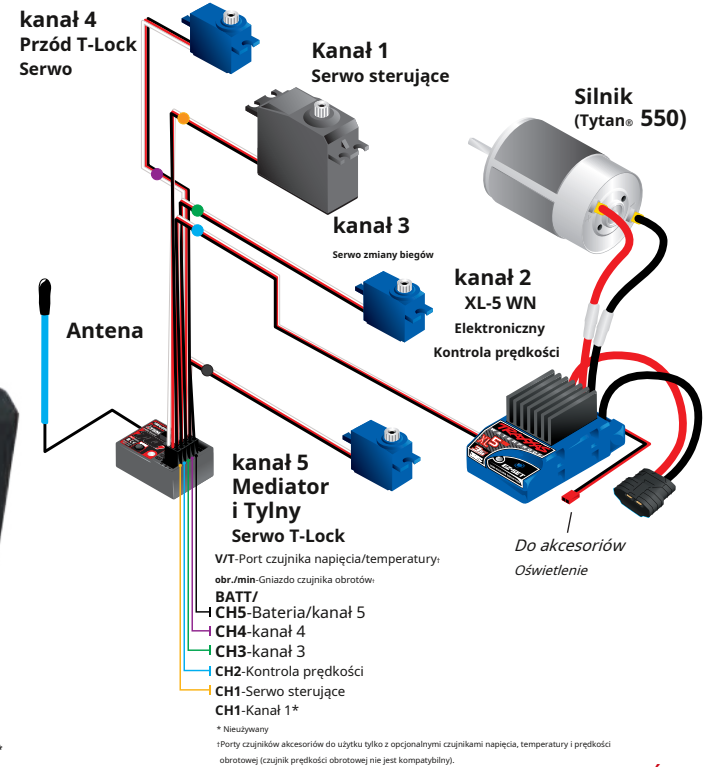 kanał 4
Przód T-Lock
Serwo
Kanał 1
Serwo sterujące
Silnik
(Tytan® 550)
kanał 3
Serwo zmiany biegów
kanał 2
XL-5 WN
Elektroniczny
Kontrola prędkości
Antena
kanał 5
Mediator
i Tylny
Serwo T-Lock
TRAXXAS
XL5
EZ-SET
Do akcesoriów
Oświetlenie
V/T-Port czujnika napięcia/temperatury†
obr./min-Gniazdo czujnika obrotów†
BATT/
CH5-Bateria/kanał 5
CH4-kanał 4
CH3-kanał 3
CH2-Kontrola prędkości
CH1-Serwo sterujące
CH1-Kanał 1*
* Nieużywany
†Porty czujników akcesoriów do użytku tylko z opcjonalnymi czujnikami napięcia, temperatury i prędkości
obrotowej (czujnik prędkości obrotowej nie jest kompatybilny).